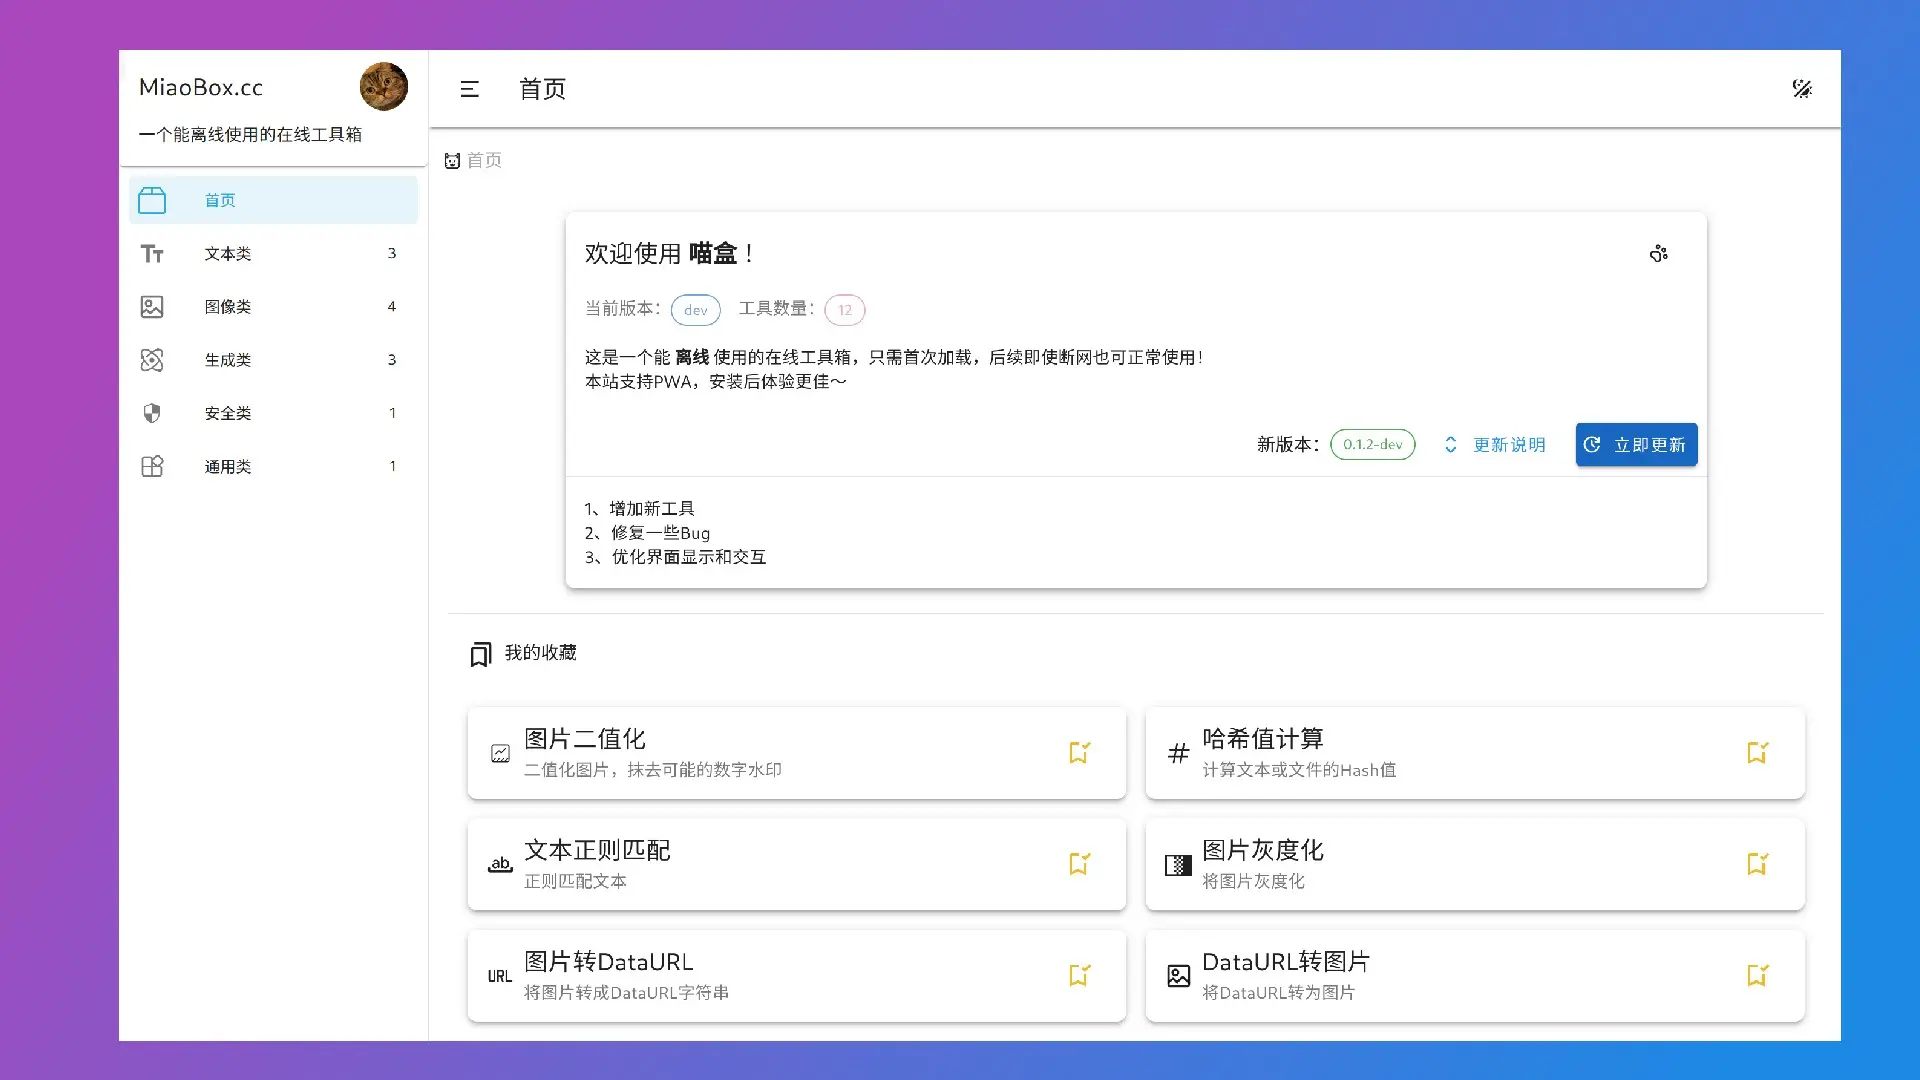 MiaoBox.cc
一个能离线使用的在线工具箱
首页
文本类 3
图像类 4
生成类 3
安全类 1
通用类 1
首页
首页
欢迎使用 喵盒！
当前版本： dev 工具数量： 12
这是一个能 离线 使用的在线工具箱，只需首次加载，后续即使断网也可正常使用！
本站支持PWA，安装后体验更佳～
新版本： 0.1.2-dev 更新说明 立即更新
1、增加新工具
2、修复一些Bug
3、优化界面显示和交互
我的收藏
图片二值化
二值化图片，抹去可能的数字水印
哈希值计算
计算文本或文件的Hash值
ab
文本正则匹配
正则匹配文本
图片灰度化
将图片灰度化
URL
图片转DataURL
将图片转成DataURL字符串
DataURL转图片
将DataURL转为图片